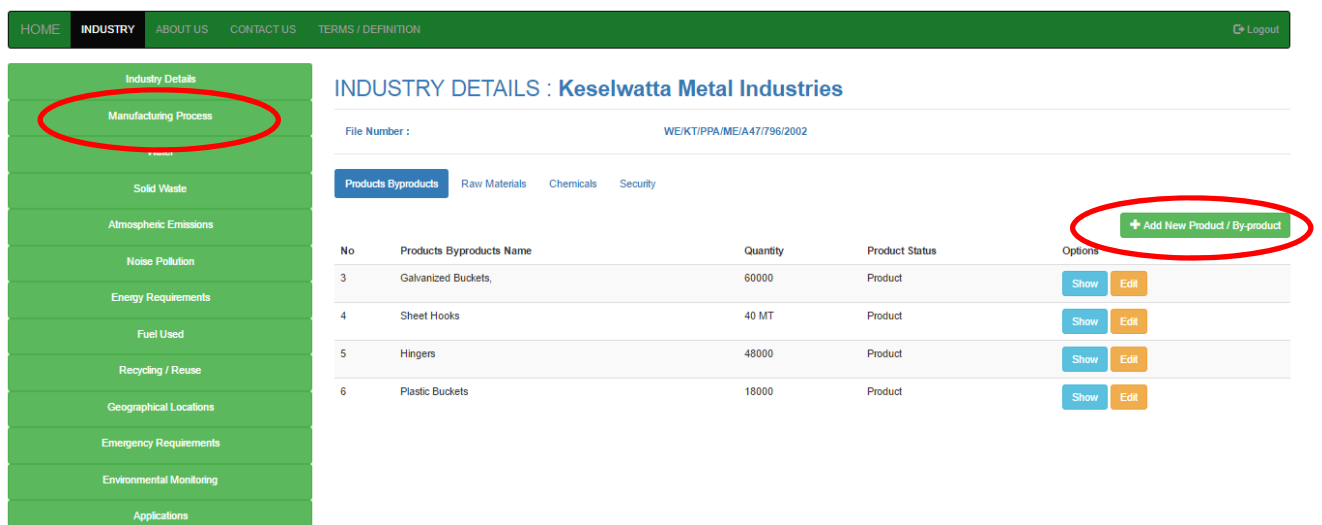 HOME INDUSTRY ABOUT US CONTACT US TERMS / DEFINITION Logout
Industry Details
Manufacturing Process
Water
Solid Waste
Atmospheric Emissions
Noise Pollution
Energy Requirements
Fuel Used
Recycling / Reuse
Geographical Locations
Emergency Requirements
Environmental Monitoring
Applications
INDUSTRY DETAILS : Keselwatta Metal Industries
File Number : WE/KT/PPA/ME/A47/796/2002
Products Byproducts Raw Materials Chemicals Security
Add New Product / By-product
No Products Byproducts Name Quantity Product Status Options
3 Galvanized Buckets, 60000 Product Show Edit
4 Sheet Hooks 40 MT Product Show Edit
5 Hingers 48000 Product Show Edit
6 Plastic Buckets 18000 Product Show Edit